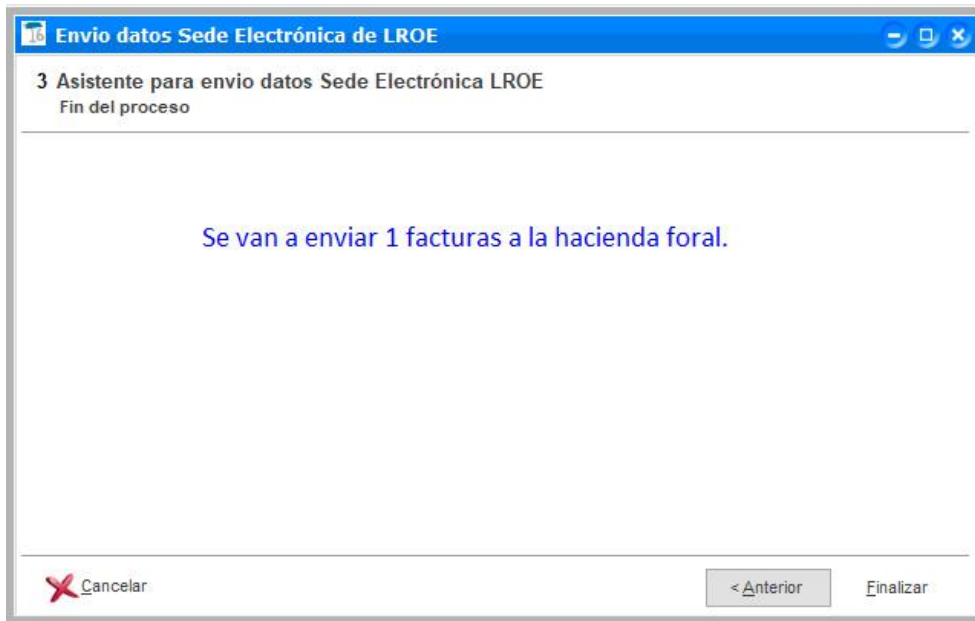 16 Envio datos Sede Electrónica de LROE
3 Asistente para envio datos Sede Electrónica LROE
Fin del proceso
Se van a enviar 1 facturas a la hacienda foral.
Cancelar
< Anterior
Finalizar